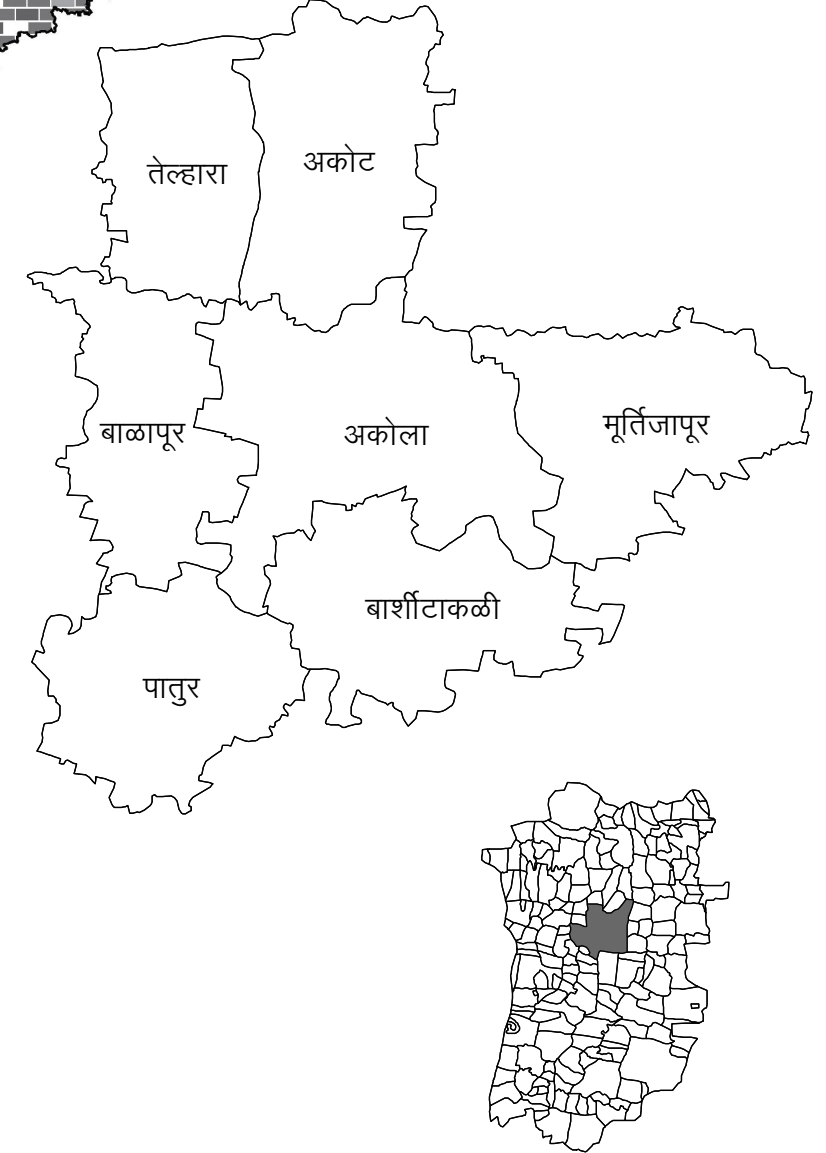 अकोट
तेल्हारा
मूर्तिजापूर
बाळापूर
अकोला
बार्शीटाकळी
पातुर